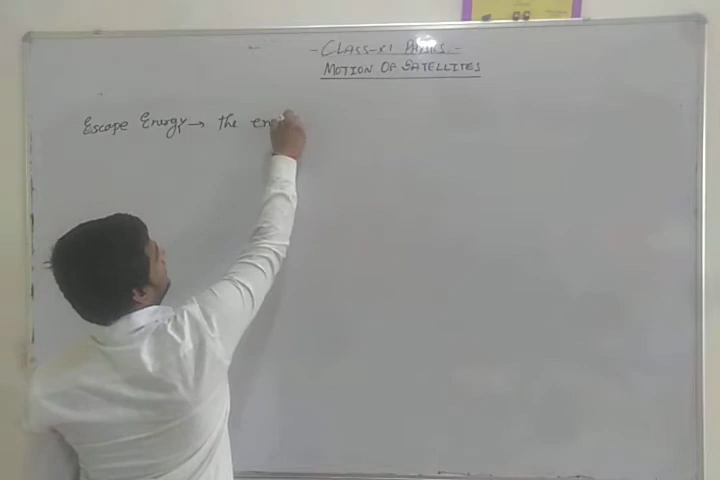 - CLASS-XI PHYSICS -
MOTION OF SATELLITES
Escape Energy → the ene